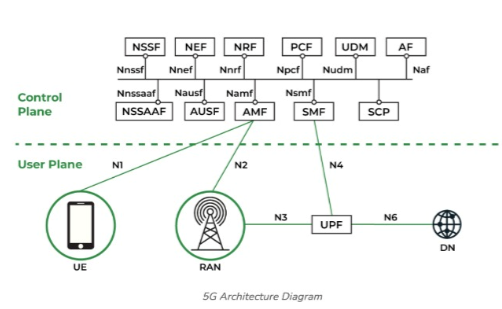 NSSF NEF NRF PCF UDM AF
Nnssf Nnef Nnrf Npcf Nudm Naf
Control
Plane
Nnssaaf Nausf Namf Nsmf
NSSAAF AUSF AMF SMF SCP
User Plane
N1 N2 N4
N3 UPF N6
UE RAN DN
5G Architecture Diagram